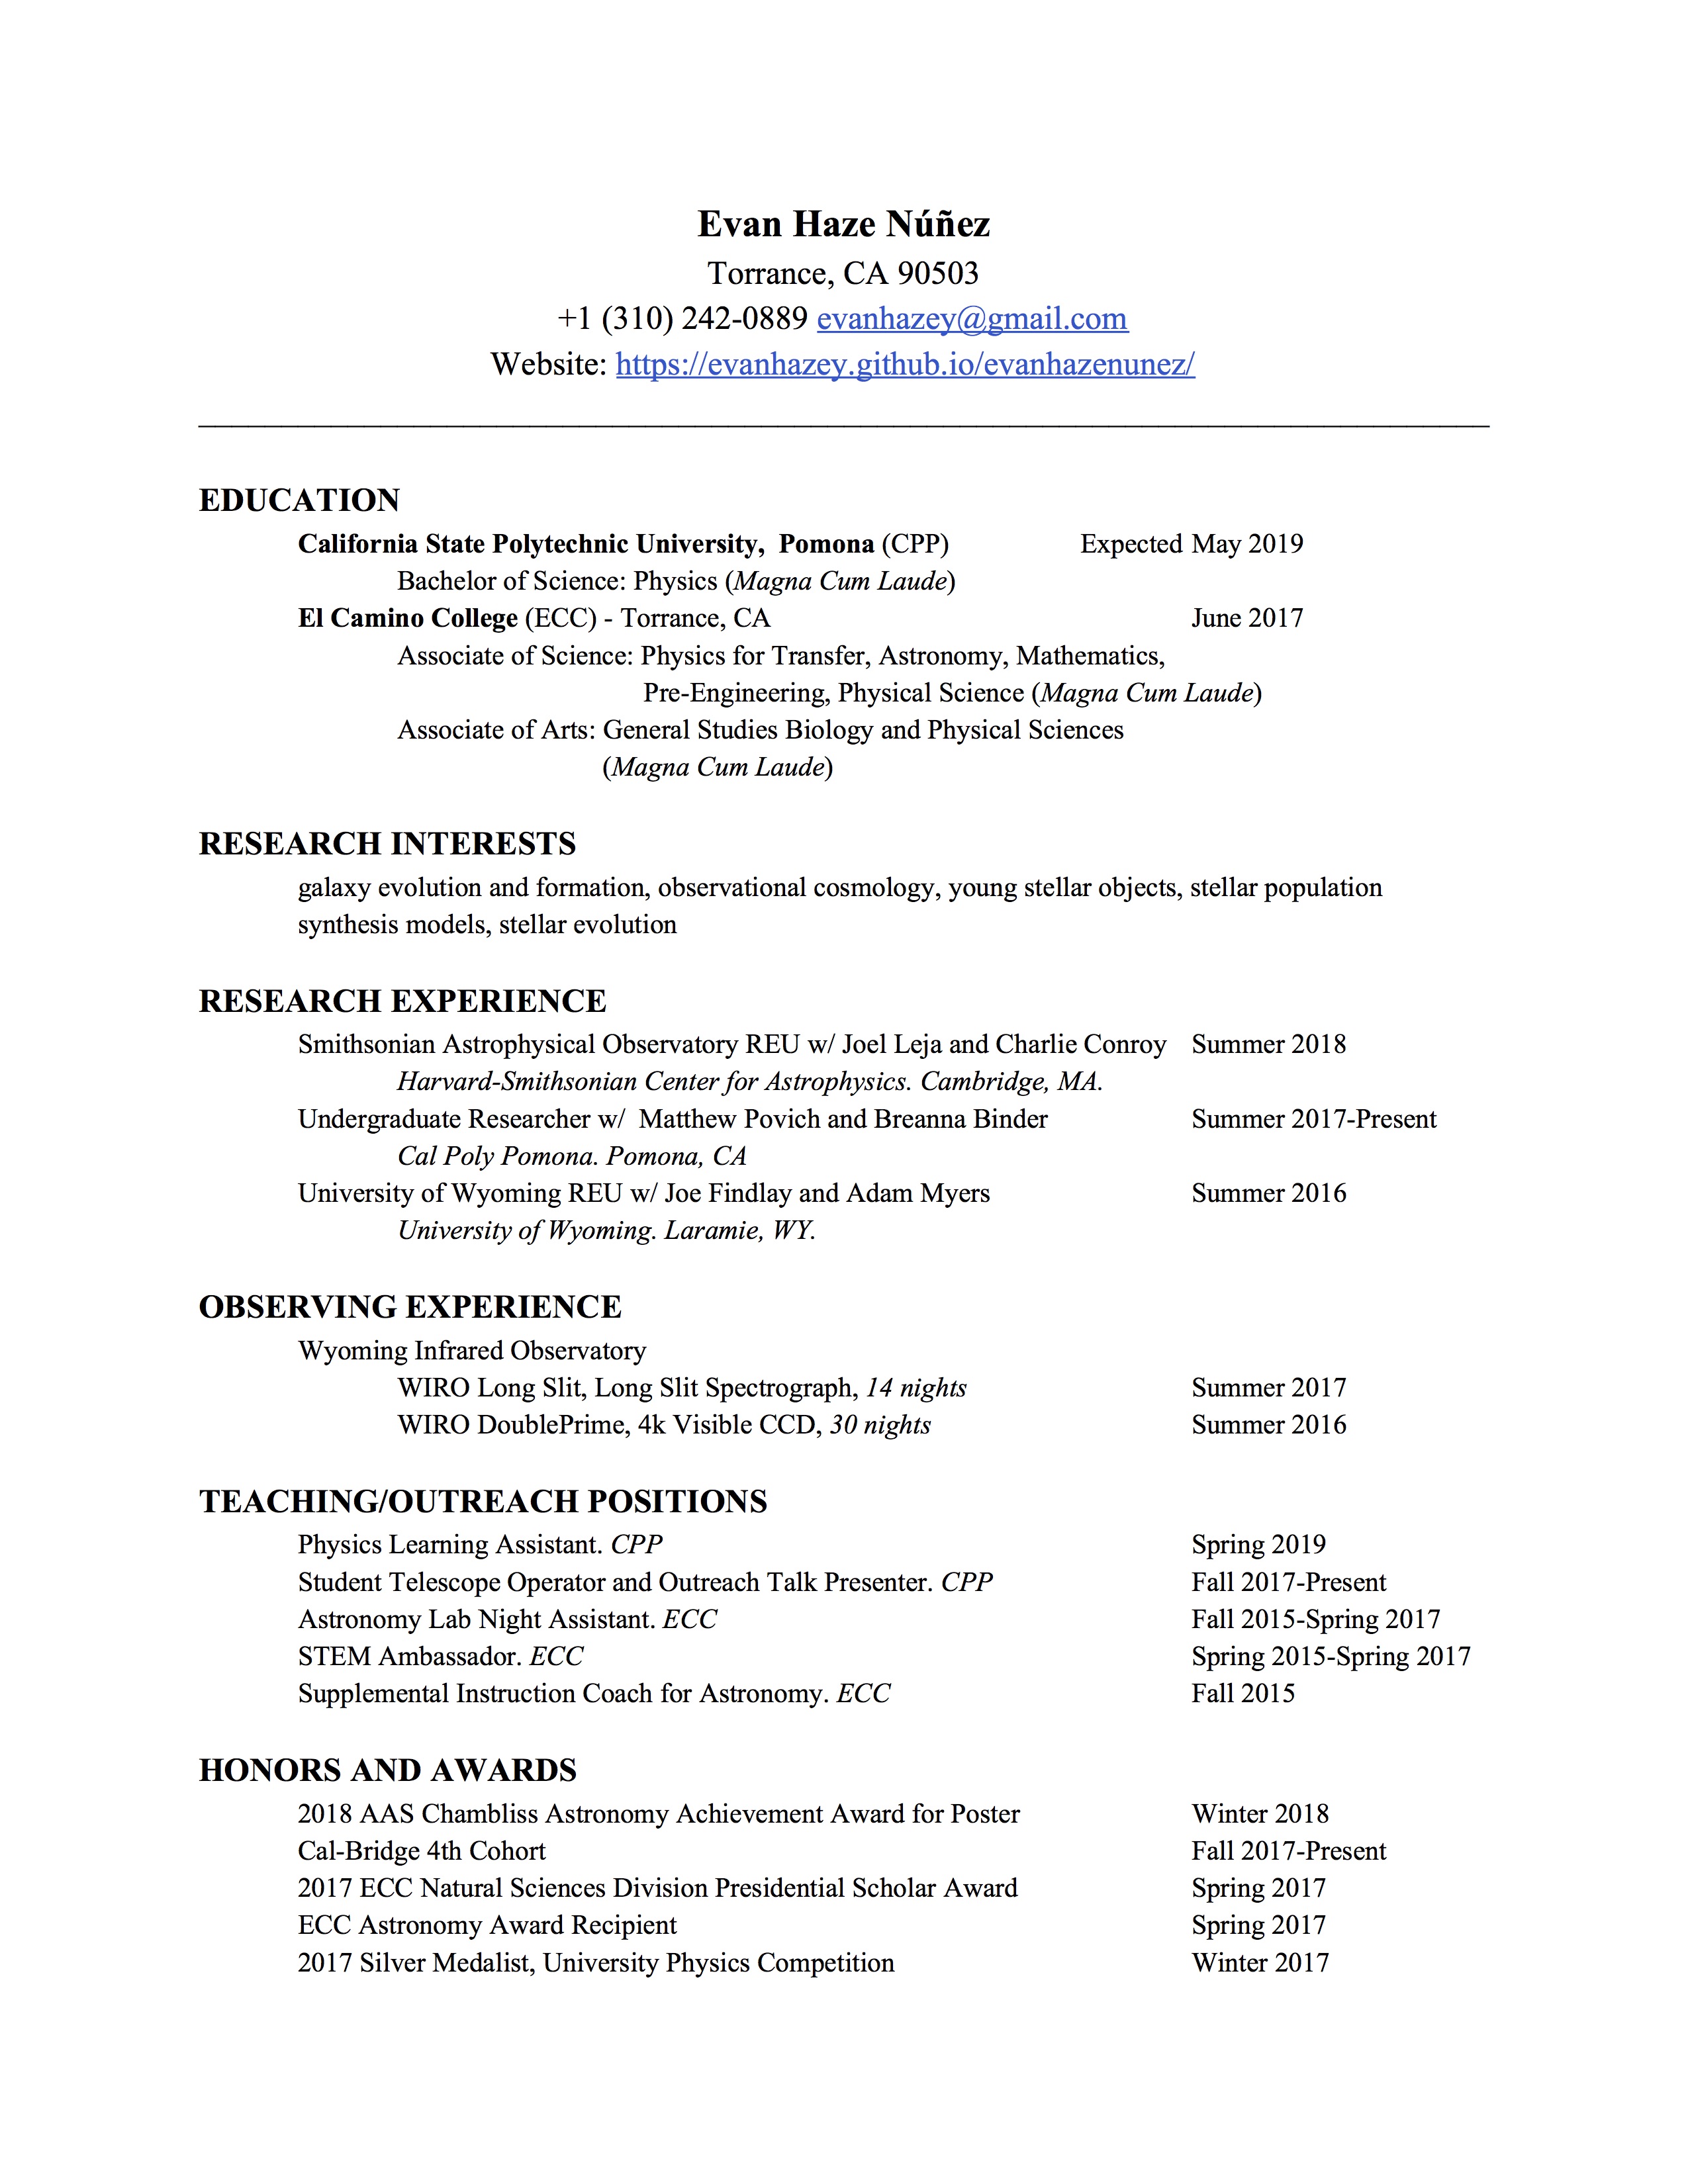 Evan Haze Núñez
Torrance, CA 90503
+1 (310) 242-0889 evanhazey@gmail.com
Website: https://evanhazey.github.io/evanhazenunez/
EDUCATION
California State Polytechnic University, Pomona (CPP) Expected May 2019
Bachelor of Science: Physics (Magna Cum Laude)
El Camino College (ECC) - Torrance, CA June 2017
Associate of Science: Physics for Transfer, Astronomy, Mathematics,
Pre-Engineering, Physical Science (Magna Cum Laude)
Associate of Arts: General Studies Biology and Physical Sciences
(Magna Cum Laude)
RESEARCH INTERESTS
galaxy evolution and formation, observational cosmology, young stellar objects, stellar population
synthesis models, stellar evolution
RESEARCH EXPERIENCE
Smithsonian Astrophysical Observatory REU w/ Joel Leja and Charlie Conroy Summer 2018
Harvard-Smithsonian Center for Astrophysics. Cambridge, MA.
Undergraduate Researcher w/ Matthew Povich and Breanna Binder Summer 2017-Present
Cal Poly Pomona. Pomona, CA
University of Wyoming REU w/ Joe Findlay and Adam Myers Summer 2016
University of Wyoming. Laramie, WY.
OBSERVING EXPERIENCE
Wyoming Infrared Observatory
WIRO Long Slit, Long Slit Spectrograph, 14 nights Summer 2017
WIRO DoublePrime, 4k Visible CCD, 30 nights Summer 2016
TEACHING/OUTREACH POSITIONS
Physics Learning Assistant. CPP Spring 2019
Student Telescope Operator and Outreach Talk Presenter. CPP Fall 2017-Present
Astronomy Lab Night Assistant. ECC Fall 2015-Spring 2017
STEM Ambassador. ECC Spring 2015-Spring 2017
Supplemental Instruction Coach for Astronomy. ECC Fall 2015
HONORS AND AWARDS
2018 AAS Chambliss Astronomy Achievement Award for Poster Winter 2018
Cal-Bridge 4th Cohort Fall 2017-Present
2017 ECC Natural Sciences Division Presidential Scholar Award Spring 2017
ECC Astronomy Award Recipient Spring 2017
2017 Silver Medalist, University Physics Competition Winter 2017